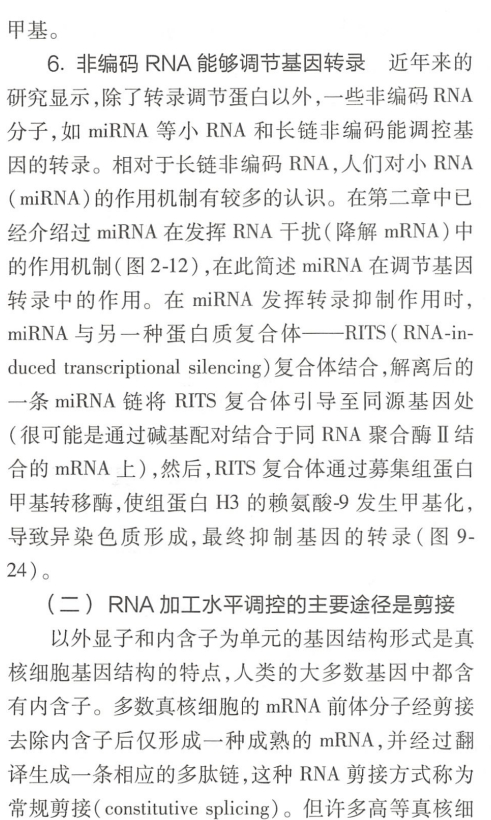 甲基。
6. 非编码 RNA 能够调节基因转录　近年来的
研究显示,除了转录调节蛋白以外,一些非编码 RNA
分子,如 miRNA 等小 RNA 和长链非编码能调控基
因的转录。相对于长链非编码 RNA,人们对小 RNA
(miRNA)的作用机制有较多的认识。在第二章中已
经介绍过 miRNA 在发挥 RNA 干扰(降解 mRNA)中
的作用机制(图 2-12),在此简述 miRNA 在调节基因
转录中的作用。在 miRNA 发挥转录抑制作用时,
miRNA 与另一种蛋白质复合体——RITS( RNA-in-
duced transcriptional silencing)复合体结合,解离后的
一条 miRNA 链将 RITS 复合体引导至同源基因处
(很可能是通过碱基配对结合于同 RNA 聚合酶Ⅱ结
合的 mRNA 上),然后,RITS 复合体通过募集组蛋白
甲基转移酶,使组蛋白 H3 的赖氨酸-9 发生甲基化,
导致异染色质形成,最终抑制基因的转录(图 9-
24)。
(二) RNA 加工水平调控的主要途径是剪接
以外显子和内含子为单元的基因结构形式是真
核细胞基因结构的特点,人类的大多数基因中都含
有内含子。多数真核细胞的 mRNA 前体分子经剪接
去除内含子后仅形成一种成熟的 mRNA,并经过翻
译生成一条相应的多肽链,这种 RNA 剪接方式称为
常规剪接(constitutive splicing)。但许多高等真核细